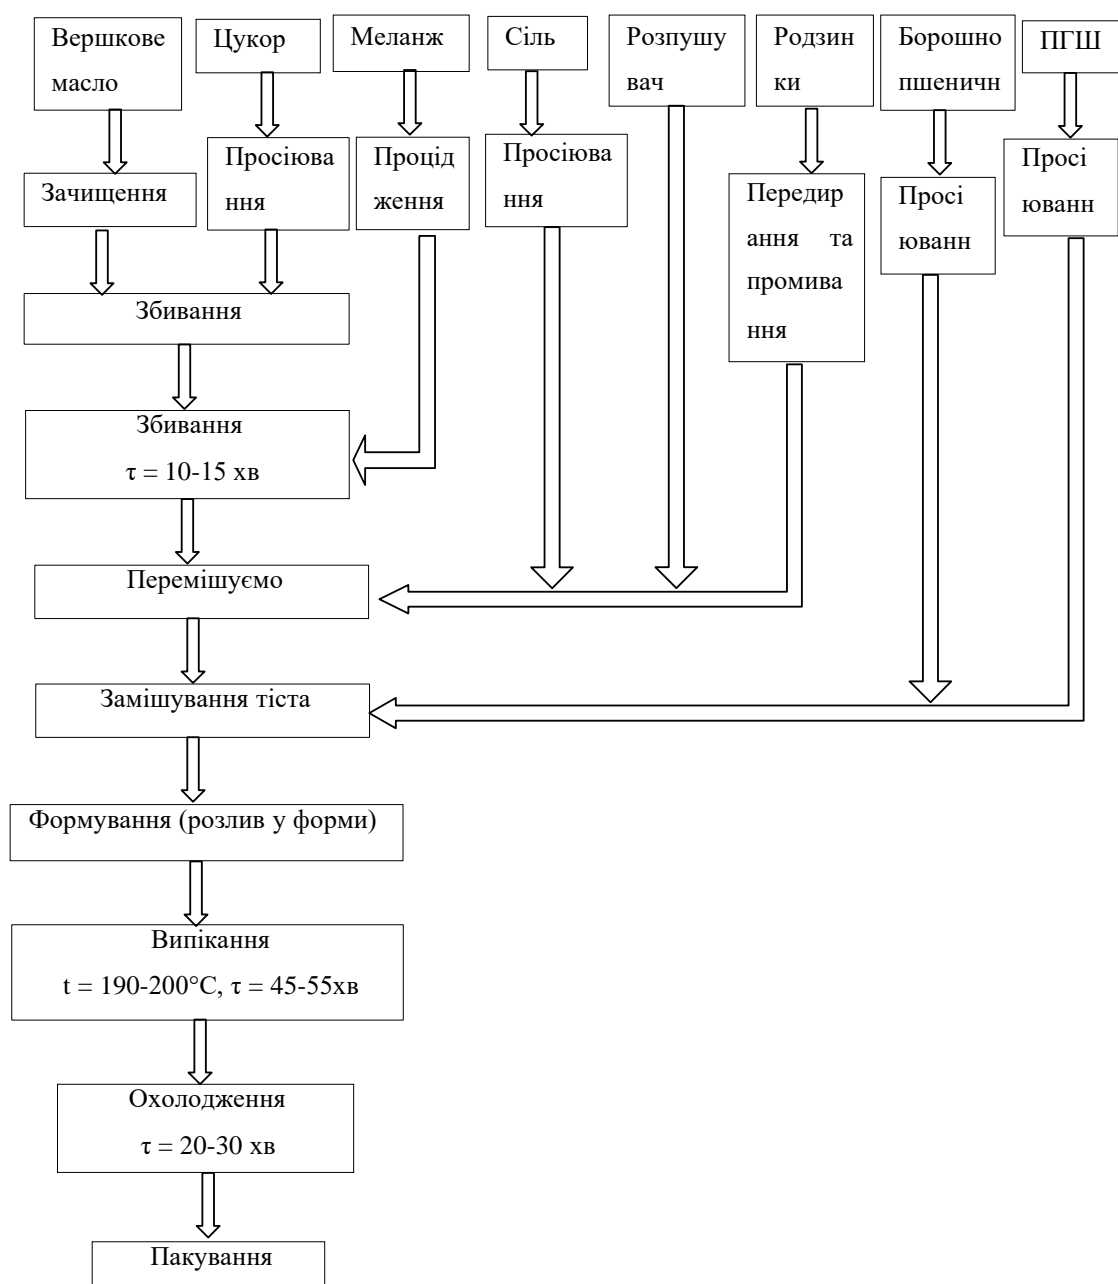 Вершкове
масло
Цукор
Меланж
Сіль
Розпушу
вач
Родзин
ки
Борошно
пшеничн
ПГШ
Зачищення
Просіюва
ння
Процід
ження
Просіюва
ння
Передир
ання та
промива
ння
Просі
юванн
Просі
юванн
Збивання
Збивання
τ = 10-15 хв
Перемішуємо
Замішування тіста
Формування (розлив у форми)
Випікання
t = 190-200°С, τ = 45-55хв
Охолодження
τ = 20-30 хв
Пакування